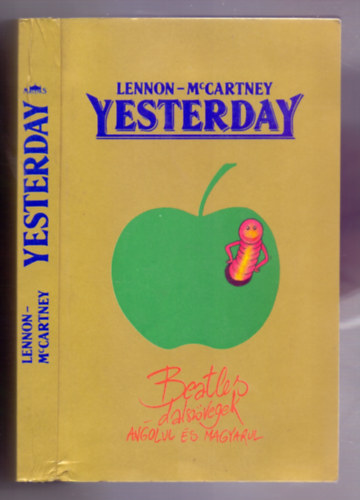 LENNON – McCARTNEY
YESTERDAY
Beatles
dalszövegek
ANGOLUL ÉS MAGYARUL
LENNON–
McCARTNEY
YESTERDAY